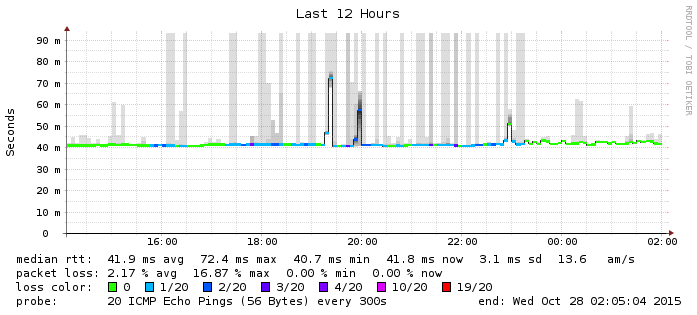 Last 12 Hours
RRDTOOL / TOBI OETIKER
Seconds
90 m
80 m
70 m
60 m
50 m
40 m
30 m
20 m
10 m
0
16:00 18:00 20:00 22:00 00:00 02:00
median rtt: 41.9 ms avg 72.4 ms max 40.7 ms min 41.8 ms now 3.1 ms sd 13.6 am/s
packet loss: 2.17 % avg 16.87 % max 0.00 % min 0.00 % now
loss color: 0 1/20 2/20 3/20 4/20 10/20 19/20
probe: 20 ICMP Echo Pings (56 Bytes) every 300s end: Wed Oct 28 02:05:04 2015